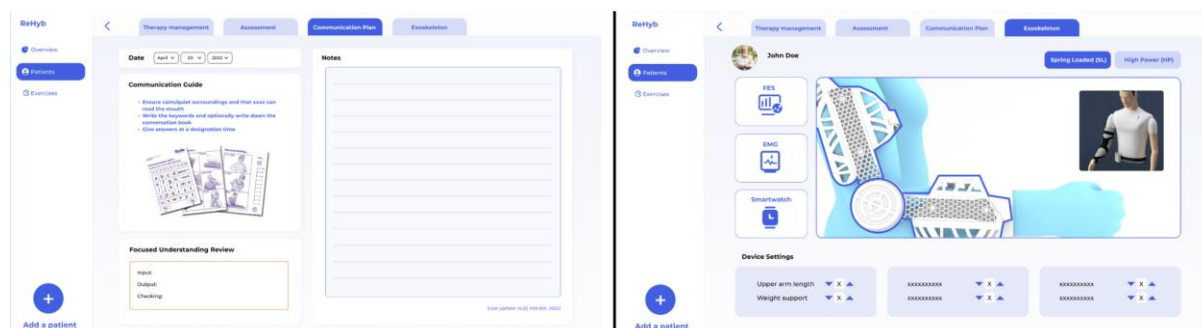 ReHyb
Therapy management
Assessment
Communication Plan
Exoskeleton
Overview
Patients
Exercises
Date April 20 2022
Communication Guide
- Ensure calm/quiet surroundings and that xxxx can
read the mouth
- Write the keywords and optionally write down the
conversation book
- Give answers at a designation time
Focused Understanding Review
Input:
Output:
Checking:
Notes
Add a patient
ReHyb
Therapy management
Assessment
Communication Plan
Exoskeleton
Overview
Patients
Exercises
John Doe
Spring Loaded (SL)
High Power (HP)
FES
EMG
Smartwatch
Device Settings
Upper arm length X
Weight support X
xxxxxxxxxx X
xxxxxxxxxx X
xxxxxxxxxx X
xxxxxxxxxx X
Add a patient